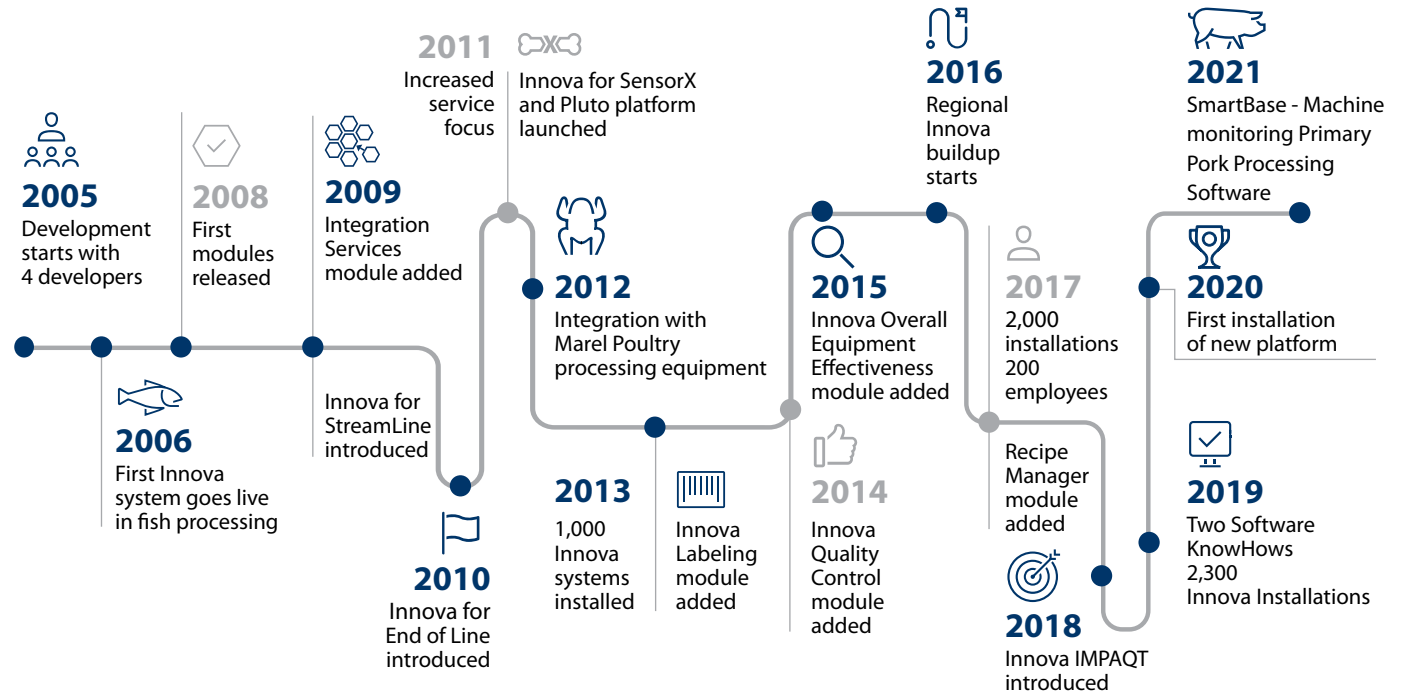 2005
Development
starts with
4 developers
2006
First Innova
system goes live
in fish processing
2008
First
modules
released
2009
Integration
Services
module added
Innova for
StreamLine
introduced
2010
Innova for
End of Line
introduced
2011
Increased
service
focus
Innova for SensorX
and Pluto platform
launched
2012
Integration with
Marel Poultry
processing equipment
2013
1,000
Innova
systems
installed
Innova
Labeling
module
added
2014
Innova
Quality
Control
module
added
2015
Innova Overall
Equipment
Effectiveness
module added
2016
Regional
Innova
buildup
starts
2017
2,000
installations
200
employees
Recipe
Manager
module
added
2018
Innova IMPAQT
introduced
2019
Two Software
KnowHows
2,300
Innova Installations
2020
First installation
of new platform
2021
SmartBase - Machine
monitoring Primary
Pork Processing
Software